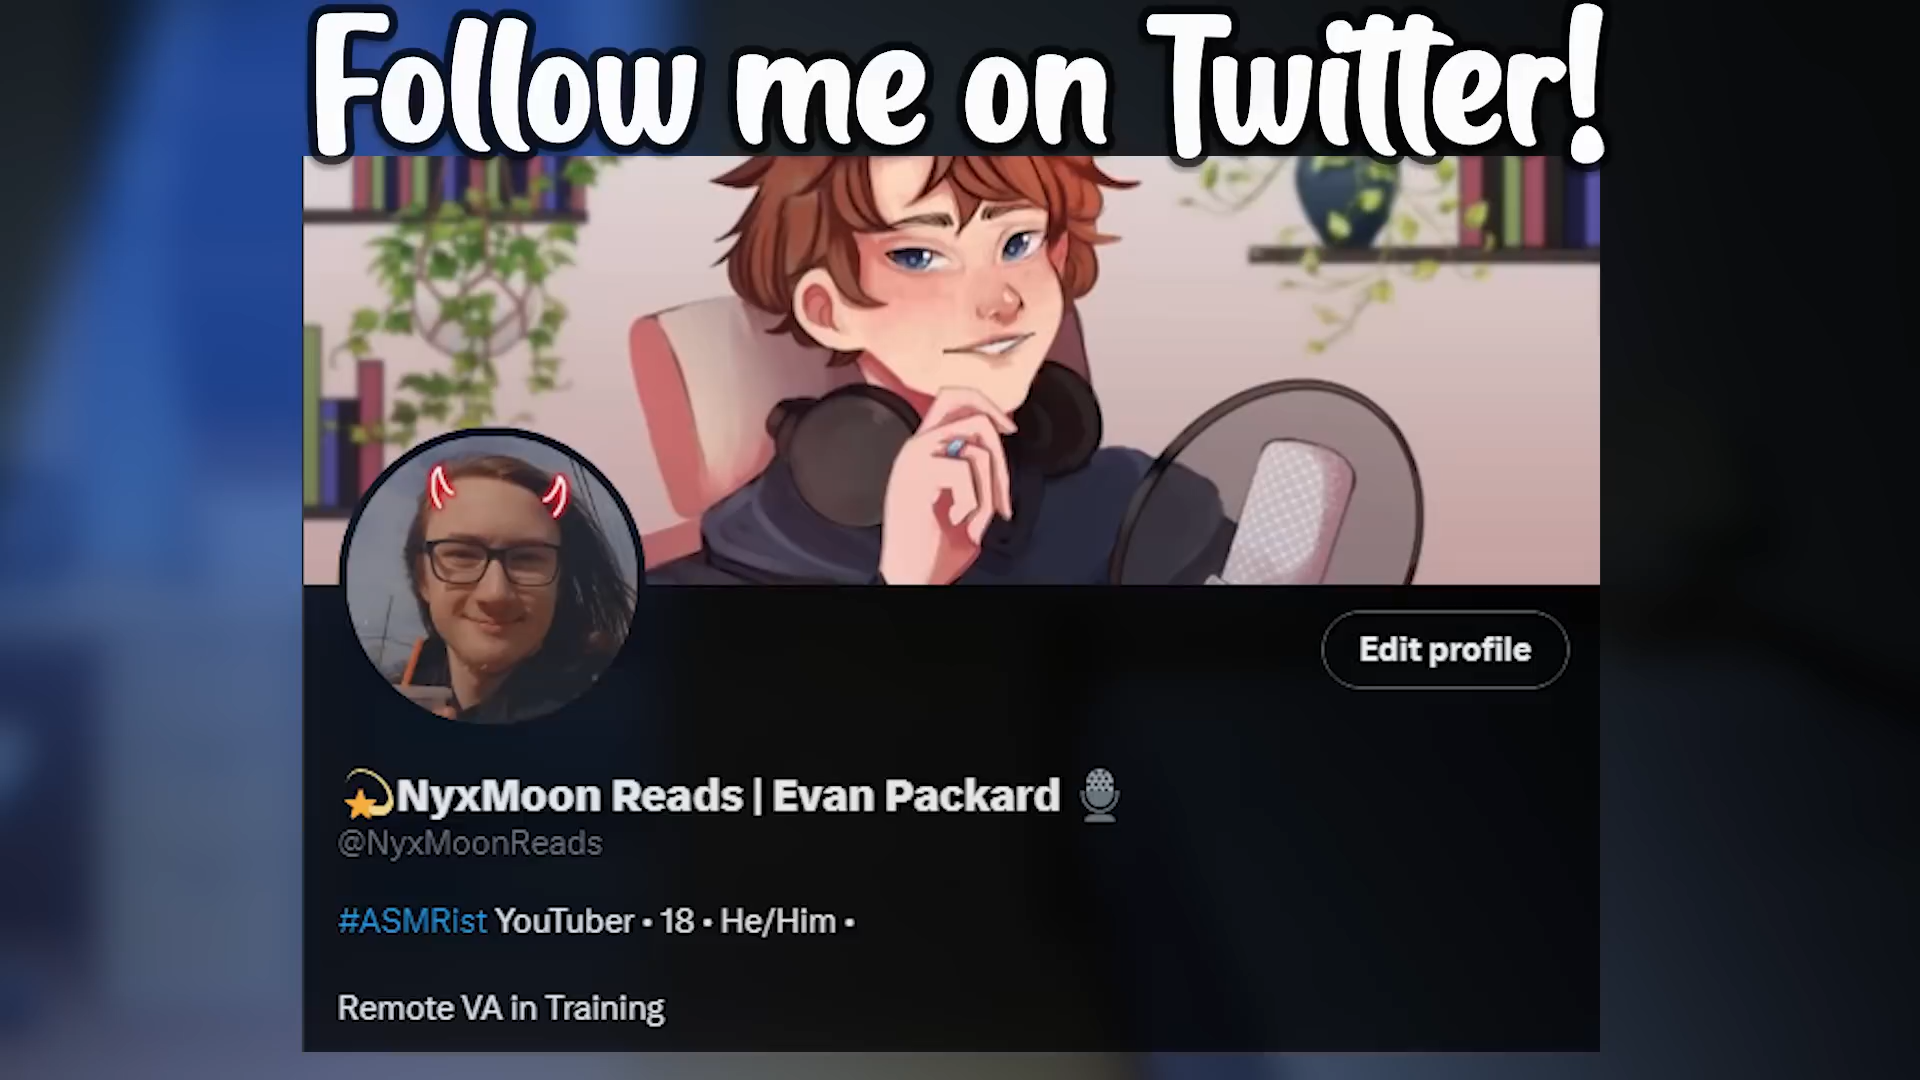 Follow me on Twitter!
Edit profile
💫NyxMoon Reads | Evan Packard 🎙️
@NyxMoonReads
#ASMRist YouTuber • 18 • He/Him •
Remote VA in Training